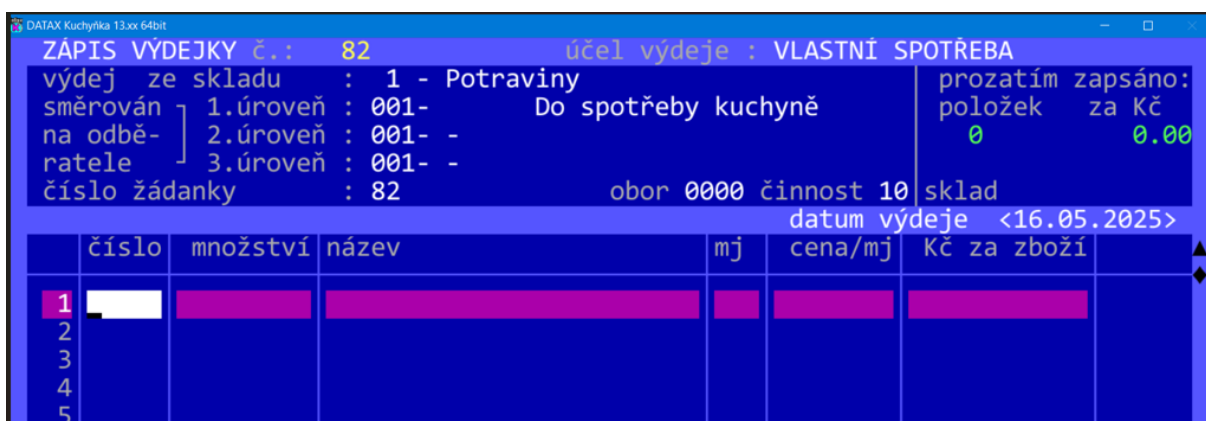 DATAX Kuchyňka 13.xx 64bit
ZÁPIS VÝDEJKY č.: 82 účel výdeje : VLASTNÍ SPOTŘEBA
výdej ze skladu : 1 - Potraviny prozatím zapsáno:
směrován 1.úroveň : 001- Do spotřeby kuchyně položek za Kč
na odbě- 2.úroveň : 001- - 0 0.00
ratele 3.úroveň : 001- -
číslo žádanky : 82 obor 0000 činnost 10 sklad
datum výdeje <16.05.2025>
číslo množství název mj cena/mj Kč za zboží
1
2
3
4
5